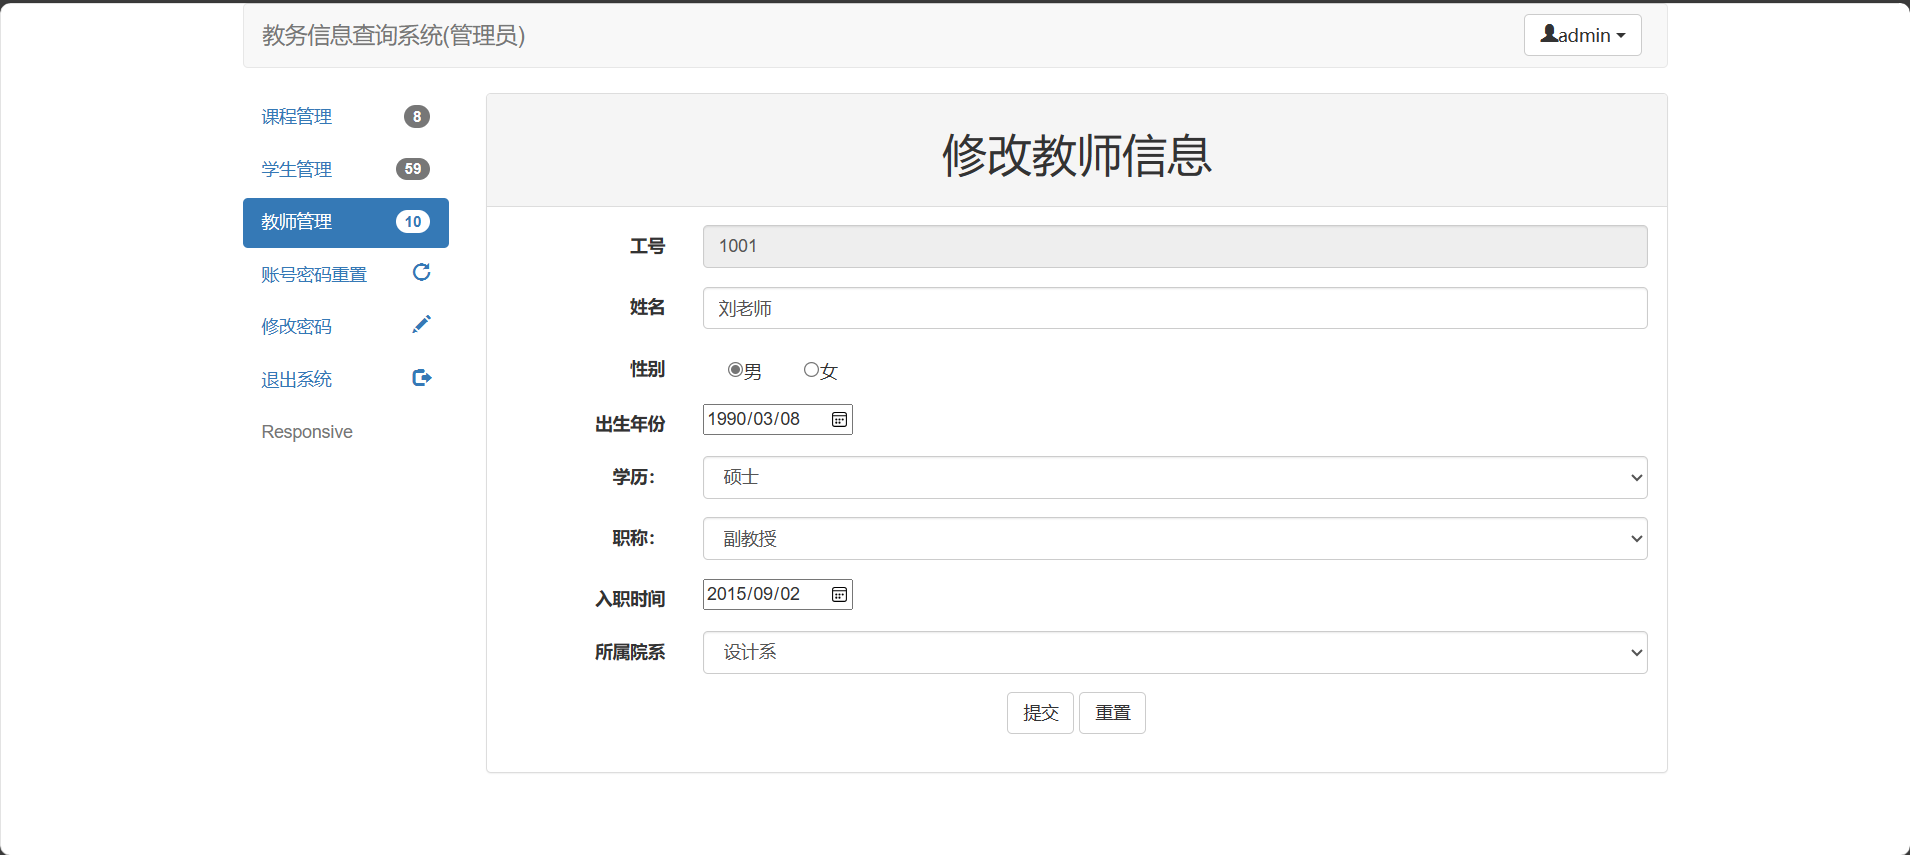 教务信息查询系统(管理员)
admin
课程管理 8
学生管理 59
教师管理 10
账号密码重置
修改密码
退出系统
Responsive
修改教师信息
工号 1001
姓名 刘老师
性别 男 女
出生年份 1990/03/08
学历： 硕士
职称： 副教授
入职时间 2015/09/02
所属院系 设计系
提交 重置